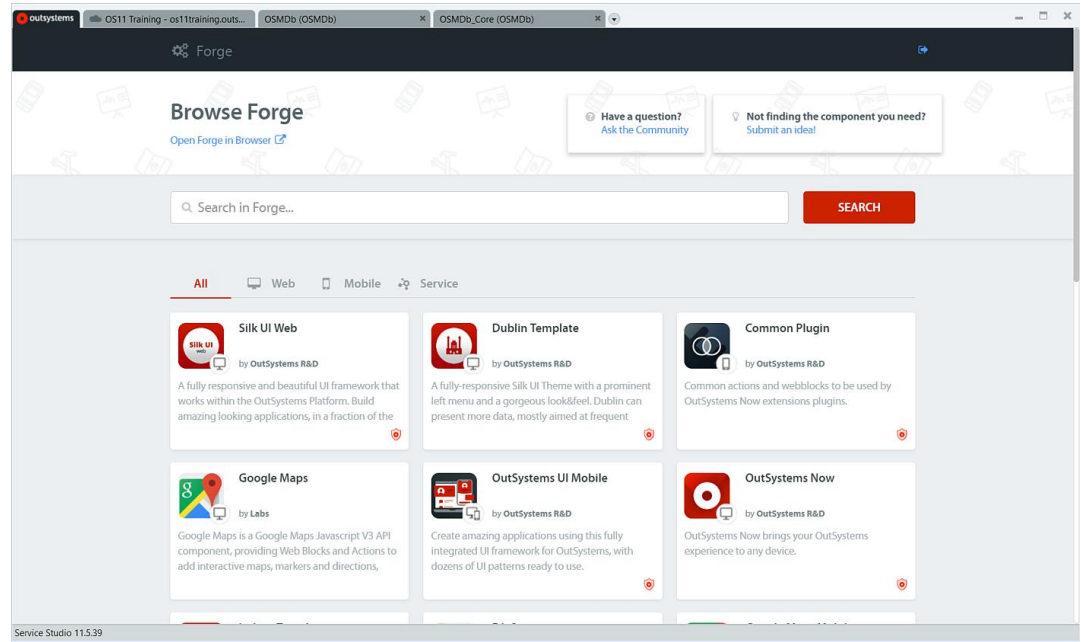 outsystems
OS11 Training - os11training.outs...
OSMDb (OSMDb)
OSMDb_Core (OSMDb)
Forge
Browse Forge
Open Forge in Browser
Have a question?
Ask the Community
Not finding the component you need?
Submit an idea!
Search in Forge...
SEARCH
All
Web
Mobile
Service
Silk UI
web
Silk UI Web
by OutSystems R&D
A fully responsive and beautiful UI framework that
works within the OutSystems Platform. Build
amazing looking applications, in a fraction of the
Dublin Template
by OutSystems R&D
A fully-responsive Silk UI Theme with a prominent
left menu and a gorgeous look&feel. Dublin can
present more data, mostly aimed at frequent
Common Plugin
by OutSystems R&D
Common actions and webblocks to be used by
OutSystems Now extensions plugins.
8
Google Maps
by Labs
Google Maps is a Google Maps Javascript V3 API
component, providing Web Blocks and Actions to
add interactive maps, markers and directions,
OutSystems UI Mobile
by OutSystems R&D
Create amazing applications using this fully
integrated UI framework for OutSystems, with
dozens of UI patterns ready to use.
OutSystems Now
by OutSystems R&D
OutSystems Now brings your OutSystems
experience to any device.
Service Studio 11.5.39